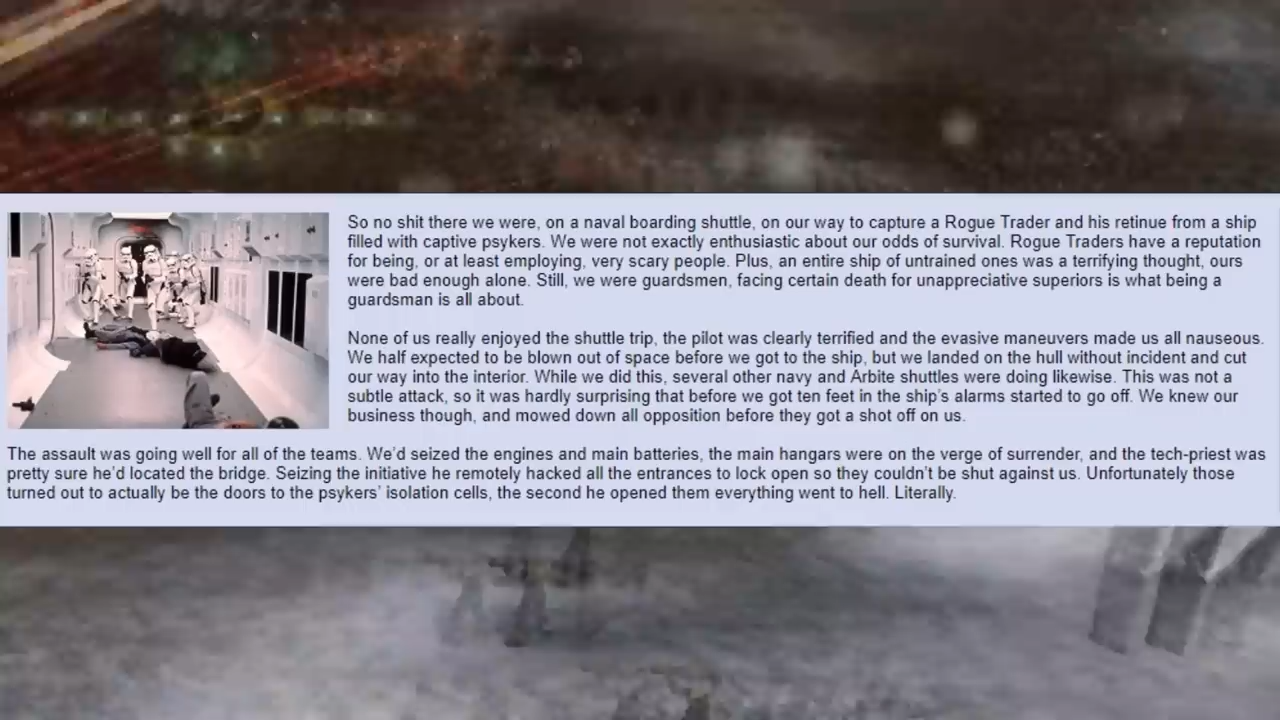 So no shit there we were, on a naval boarding shuttle, on our way to capture a Rogue Trader and his retinue from a ship
filled with captive psykers. We were not exactly enthusiastic about our odds of survival. Rogue Traders have a reputation
for being, or at least employing, very scary people. Plus, an entire ship of untrained ones was a terrifying thought, ours
were bad enough alone. Still, we were guardsmen, facing certain death for unappreciative superiors is what being a
guardsman is all about.
None of us really enjoyed the shuttle trip, the pilot was clearly terrified and the evasive maneuvers made us all nauseous.
We half expected to be blown out of space before we got to the ship, but we landed on the hull without incident and cut
our way into the interior. While we did this, several other navy and Arbite shuttles were doing likewise. This was not a
subtle attack, so it was hardly surprising that before we got ten feet in the ship's alarms started to go off. We knew our
business though, and mowed down all opposition before they got a shot off on us.
The assault was going well for all of the teams. We'd seized the engines and main batteries, the main hangars were on the verge of surrender, and the tech-priest was
pretty sure he'd located the bridge. Seizing the initiative he remotely hacked all the entrances to lock open so they couldn't be shut against us. Unfortunately those
turned out to actually be the doors to the psykers' isolation cells, the second he opened them everything went to hell. Literally.